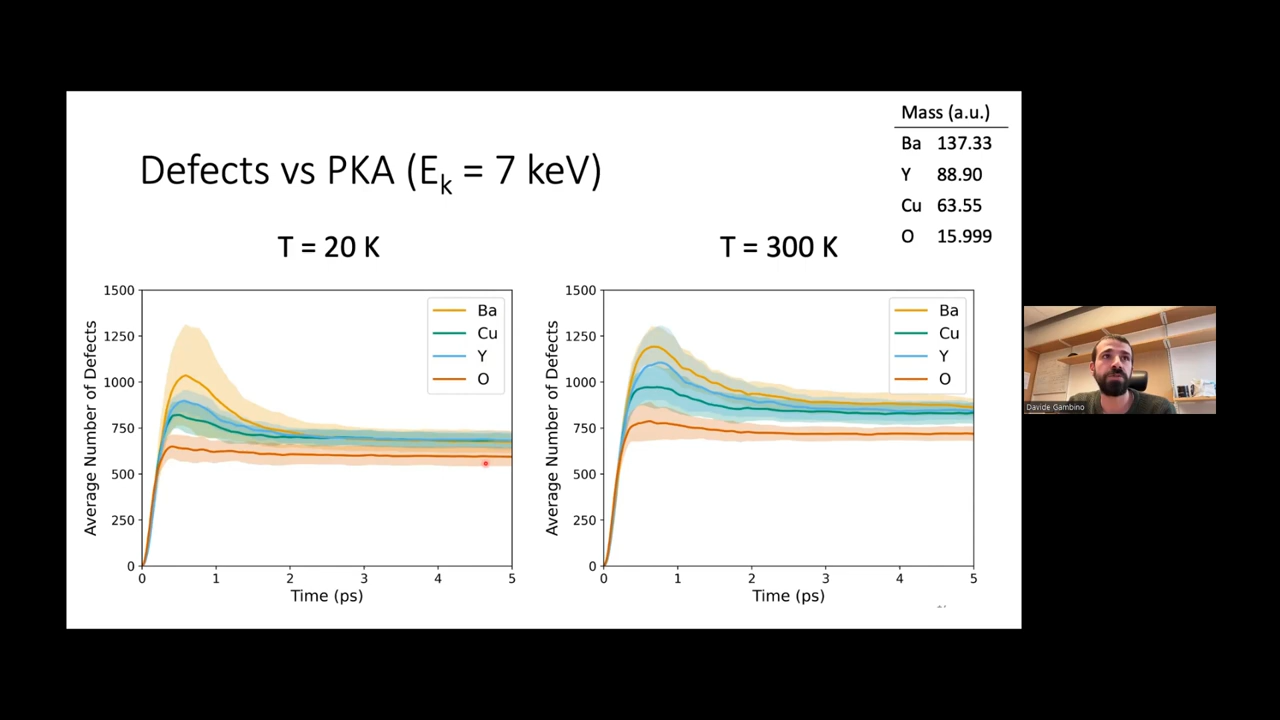 Mass (a.u.)
Ba 137.33
Y 88.90
Cu 63.55
O 15.999
Defects vs PKA (Ek = 7 keV)
T = 20 K
T = 300 K
Average Number of Defects
1500
1250
1000
750
500
250
0
Ba
Cu
Y
O
0 1 2 3 4 5
Time (ps)
Average Number of Defects
1500
1250
1000
750
500
250
0
Ba
Cu
Y
O
0 1 2 3 4 5
Time (ps)
Davide Gambino